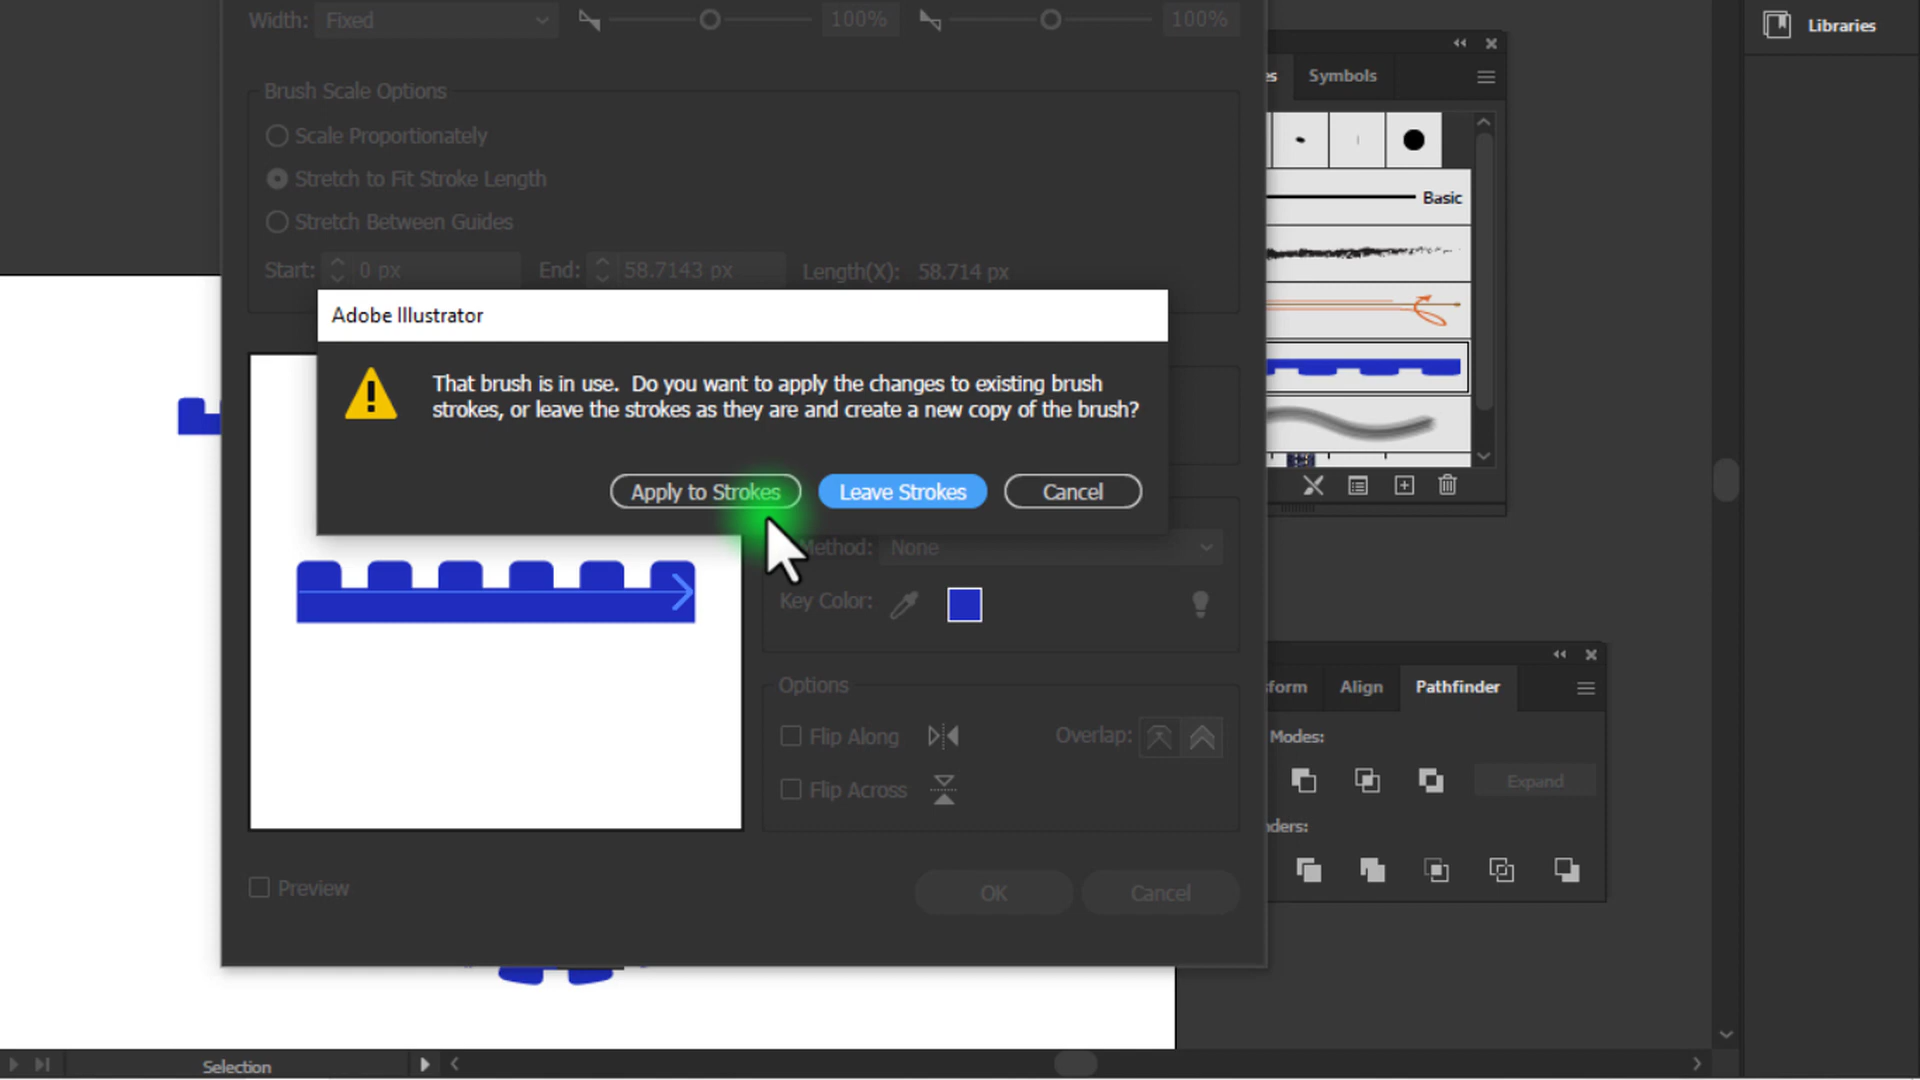 Width: Fixed 100% 100%
Libraries
es Symbols
Brush Scale Options
Scale Proportionately
Stretch to Fit Stroke Length
Stretch Between Guides
Start: 0 px End: 58.7143 px Length(X): 58.714 px
Basic
Adobe Illustrator
That brush is in use. Do you want to apply the changes to existing brush
strokes, or leave the strokes as they are and create a new copy of the brush?
Apply to Strokes Leave Strokes Cancel
Method: None
Key Color:
Options
Flip Along Overlap:
Flip Across
Preview OK Cancel
sform Align Pathfinder
Modes:
Expand
ders:
Selection